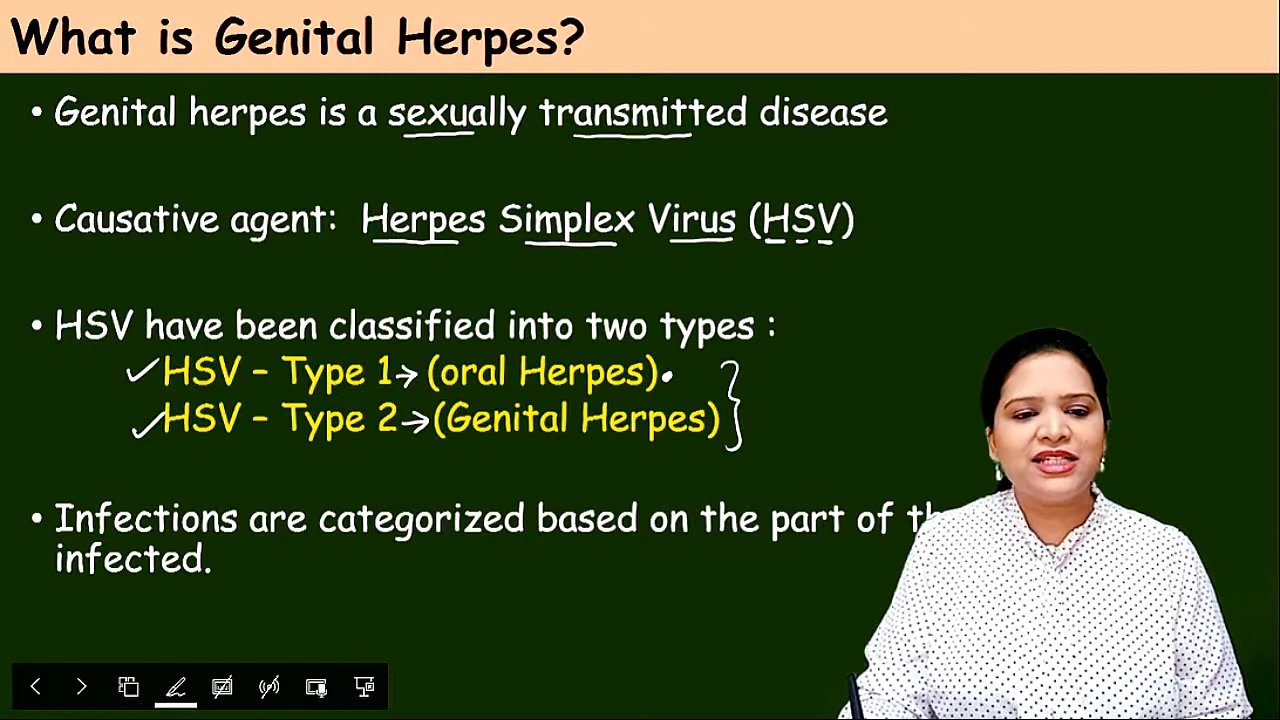 What is Genital Herpes?
• Genital herpes is a sexually transmitted disease
• Causative agent: Herpes Simplex Virus (HSV)
• HSV have been classified into two types :
✓HSV – Type 1→(oral Herpes)
✓HSV – Type 2→(Genital Herpes)
• Infections are categorized based on the part of
infected.